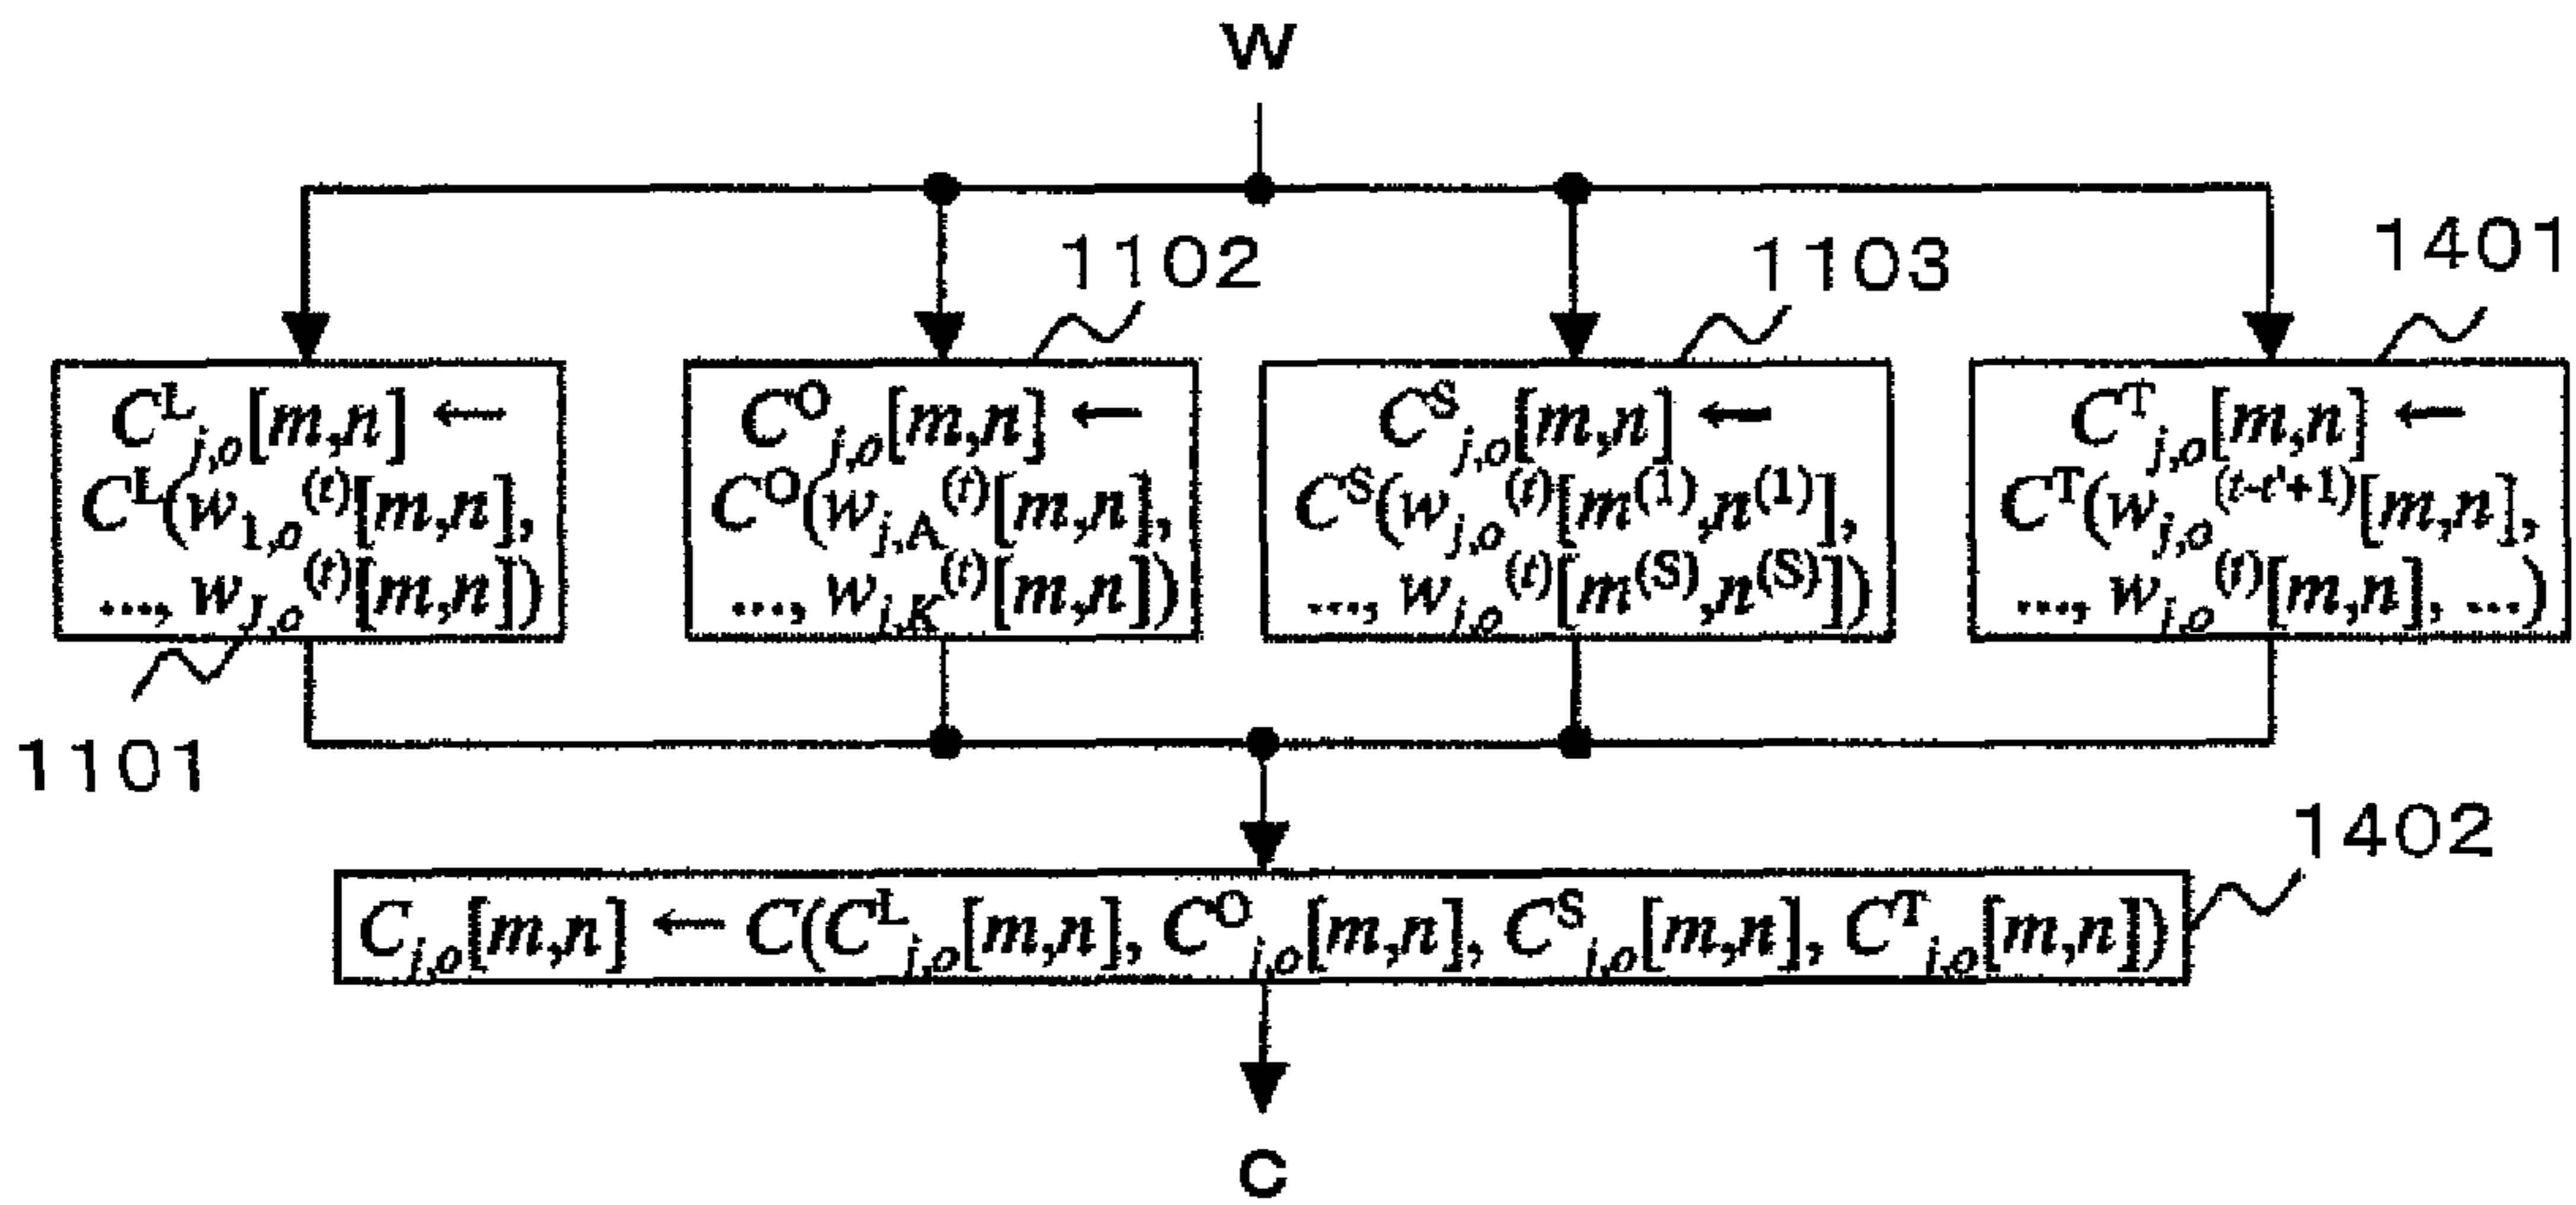 w
1102
1103
1401
C^L_{j,o}[m,n] ←
C^L(w_{1,o}^{(t)}[m,n],
..., w_{J,o}^{(t)}[m,n])
C^O_{j,o}[m,n] ←
C^O(w_{j,A}^{(t)}[m,n],
..., w_{j,K}^{(t)}[m,n])
C^S_{j,o}[m,n] ←
C^S(w_{j,o}^{(t)}[m^{(1)},n^{(1)}],
..., w_{j,o}^{(t)}[m^{(S)},n^{(S)}])
C^T_{j,o}[m,n] ←
C^T(w_{j,o}^{(t-t'+1)}[m,n],
..., w_{j,o}^{(t)}[m,n], ...)
1101
1402
C_{j,o}[m,n] ← C(C^L_{j,o}[m,n], C^O_{j,o}[m,n], C^S_{j,o}[m,n], C^T_{j,o}[m,n])
C